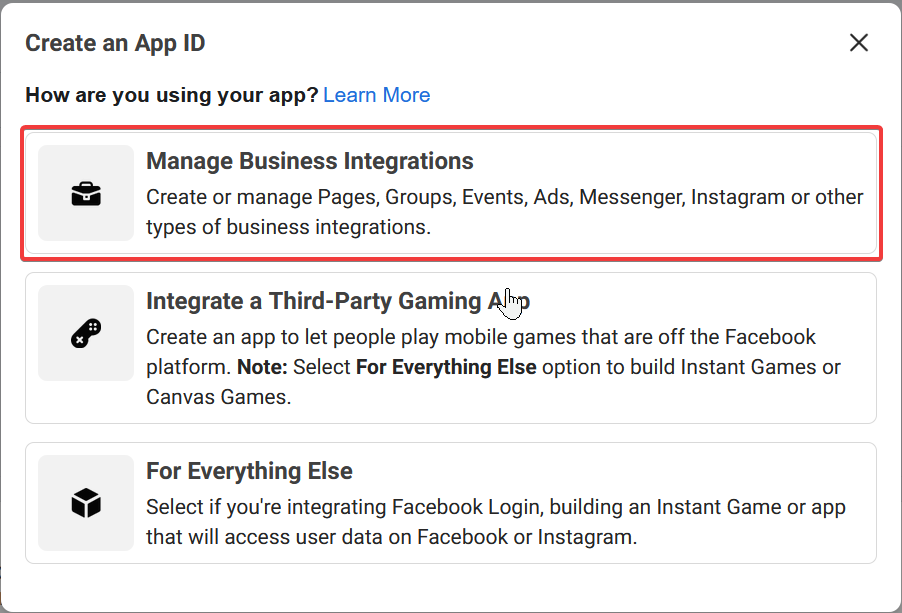 Create an App ID
How are you using your app? Learn More
Manage Business Integrations
Create or manage Pages, Groups, Events, Ads, Messenger, Instagram or other
types of business integrations.
Integrate a Third-Party Gaming App
Create an app to let people play mobile games that are off the Facebook
platform. Note: Select For Everything Else option to build Instant Games or
Canvas Games.
For Everything Else
Select if you're integrating Facebook Login, building an Instant Game or app
that will access user data on Facebook or Instagram.